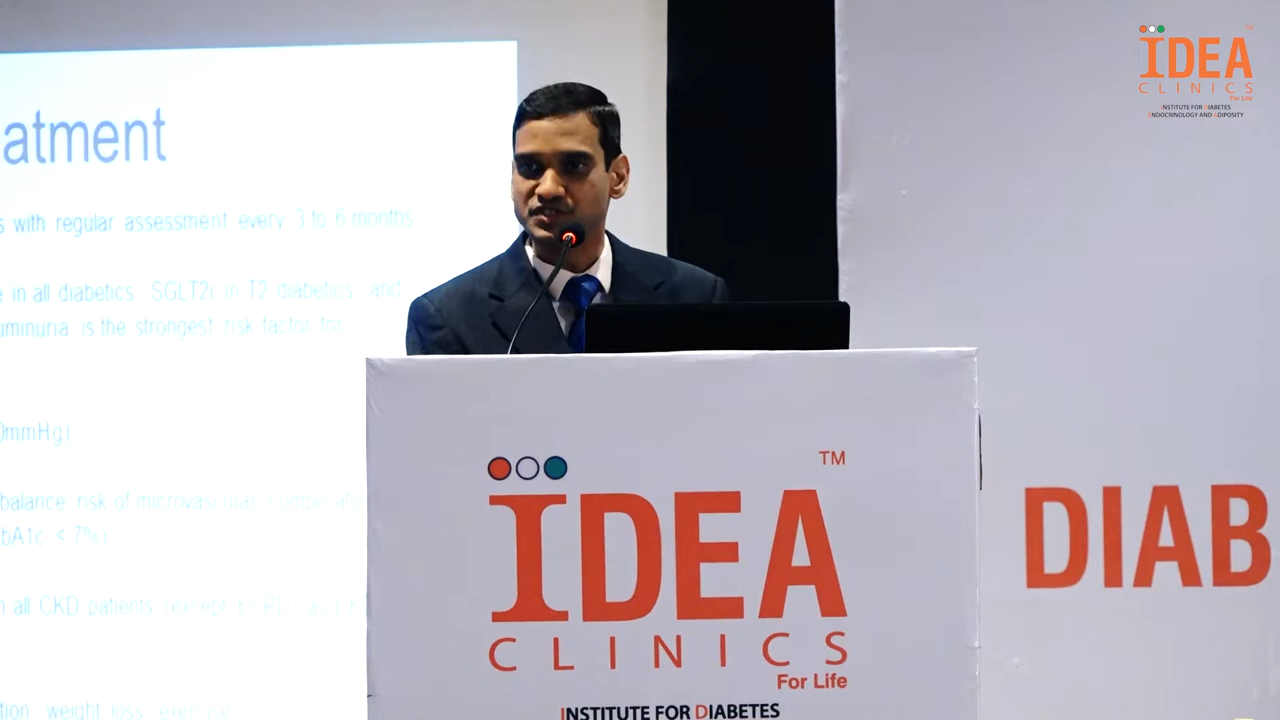 atment
s with regular assessment every 3 to 6 months
e in all diabetics SGLT2i in T2 diabetics and
uminuria is the strongest risk factor for
0mmHg)
balance risk of microvascular
bA1c < 7%)
n all CKD patients (except
tion weight loss exercise
IDEA
TM
CLINICS
For Life
INSTITUTE FOR DIABETES
DIAB
IDEA
TM
CLINICS
For Life
INSTITUTE FOR DIABETES
ENDOCRINOLOGY AND ADIPOSITY